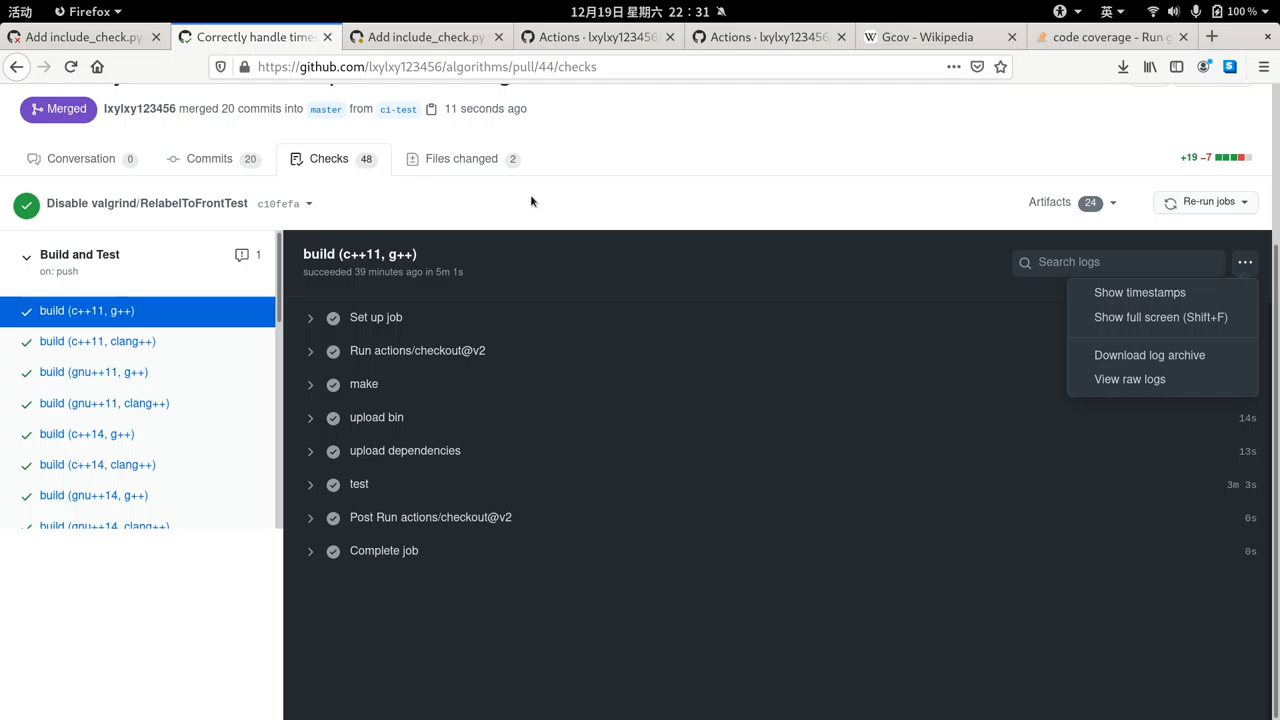 活动 Firefox 12月19日 星期六 22：31 英 100 %
Add include_check.py Correctly handle times Add include_check.py Actions · lxylxy123456 Actions · lxylxy123456 Gcov - Wikipedia code coverage - Run g
https://github.com/lxylxy123456/algorithms/pull/44/checks
Merged lxylxy123456 merged 20 commits into master from ci-test 11 seconds ago
Conversation 0 Commits 20 Checks 48 Files changed 2 +19 −7
Disable valgrind/RelabelToFrontTest c10fefa Artifacts 24 Re-run jobs
Build and Test 1
on: push
build (c++11, g++)
build (c++11, clang++)
build (gnu++11, g++)
build (gnu++11, clang++)
build (c++14, g++)
build (c++14, clang++)
build (gnu++14, g++)
build (gnu++14, clang++)
build (c++11, g++)
succeeded 39 minutes ago in 5m 1s
Search logs
Show timestamps
Show full screen (Shift+F)
Download log archive
View raw logs
Set up job
Run actions/checkout@v2
make
upload bin 14s
upload dependencies 13s
test 3m 3s
Post Run actions/checkout@v2 0s
Complete job 0s